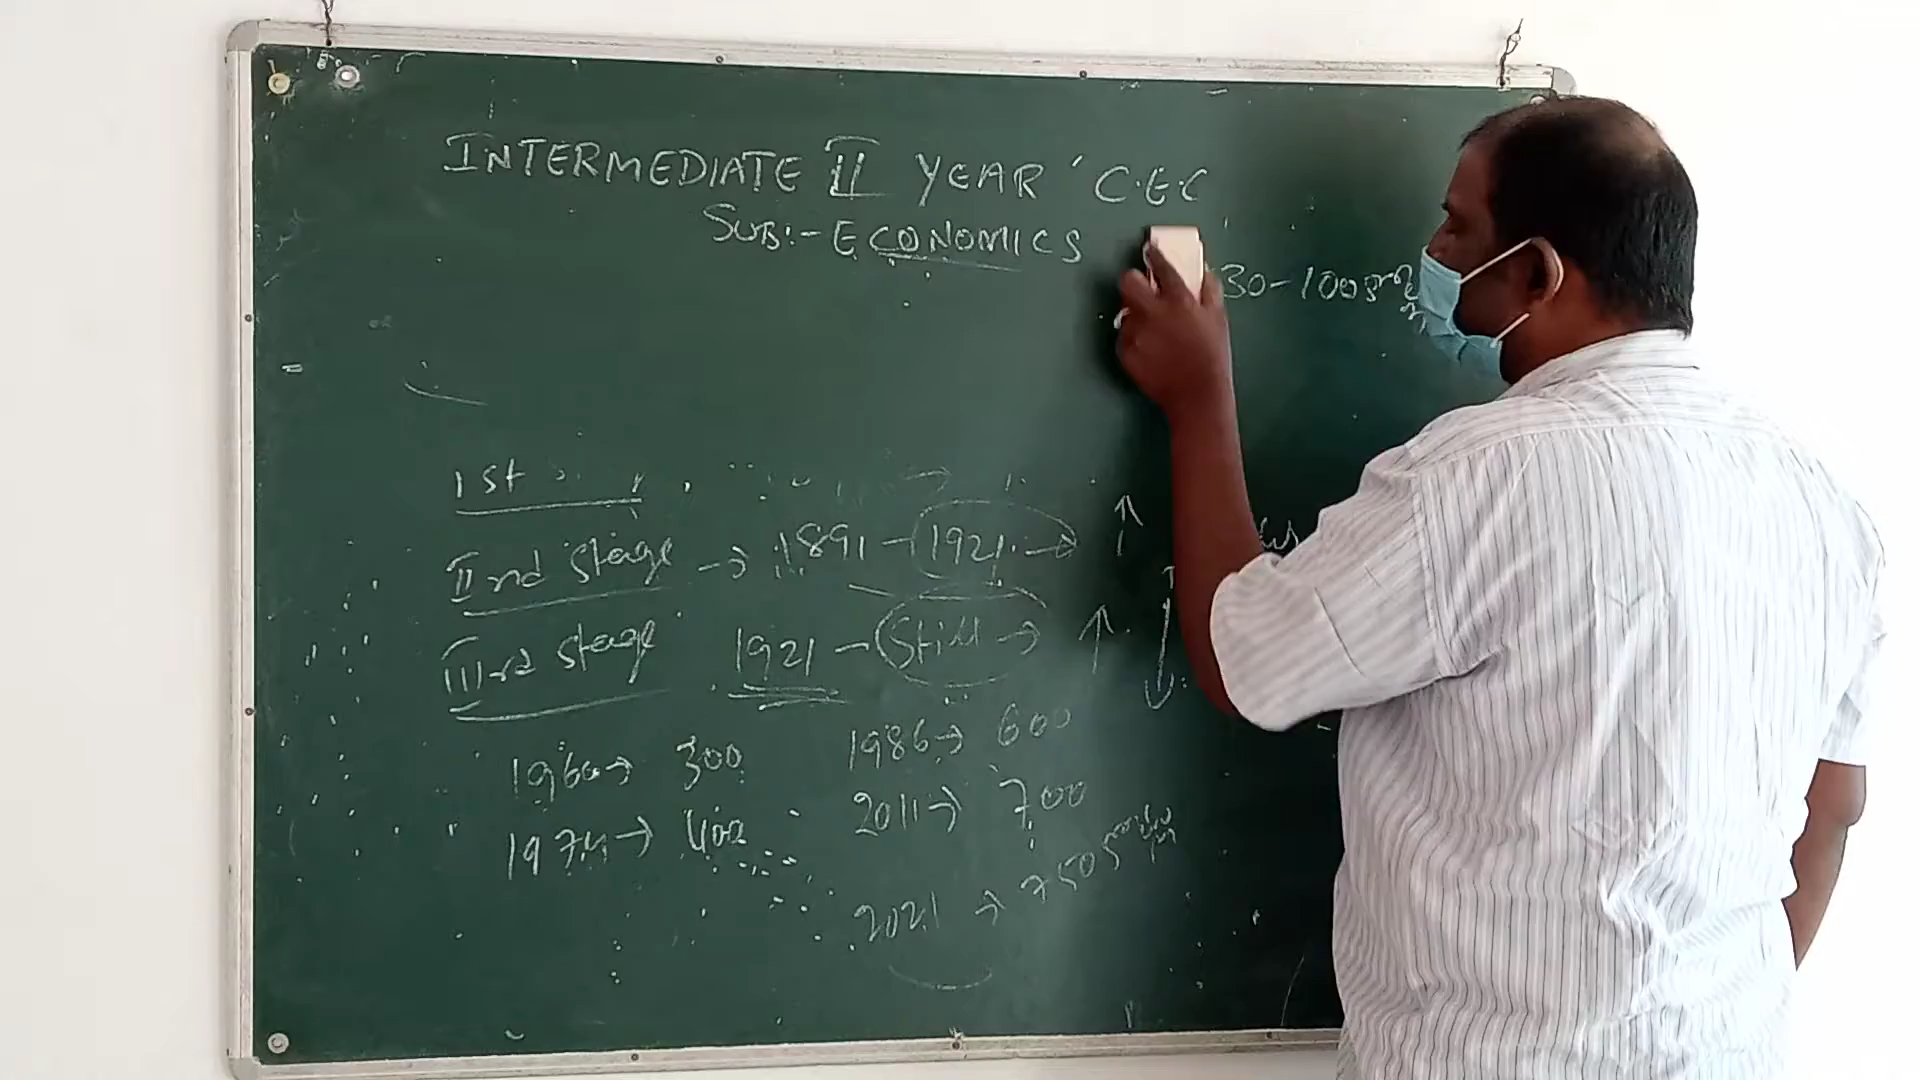 INTERMEDIATE II YEAR 'C.E.C
SUB:- ECONOMICS
30-100 కోట్ల
1st
IInd stage → 1891 - 1921 → ↑
IIIrd stage 1921 - Still → ↑ ↓
1960 → 300 1986 → 600
1974 → 400 2011 → 700
2021 → 750